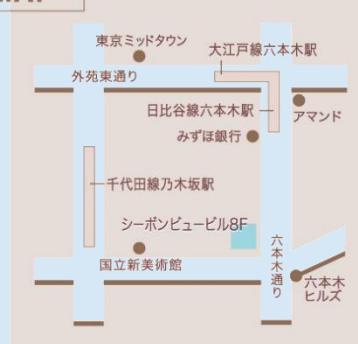 東京ミッドタウン
大江戸線六本木駅
外苑東通り
日比谷線六本木駅
アマンド
みずほ銀行
千代田線乃木坂駅
シーボンビュービル8F
国立新美術館
六本木通り
六本木
ヒルズ